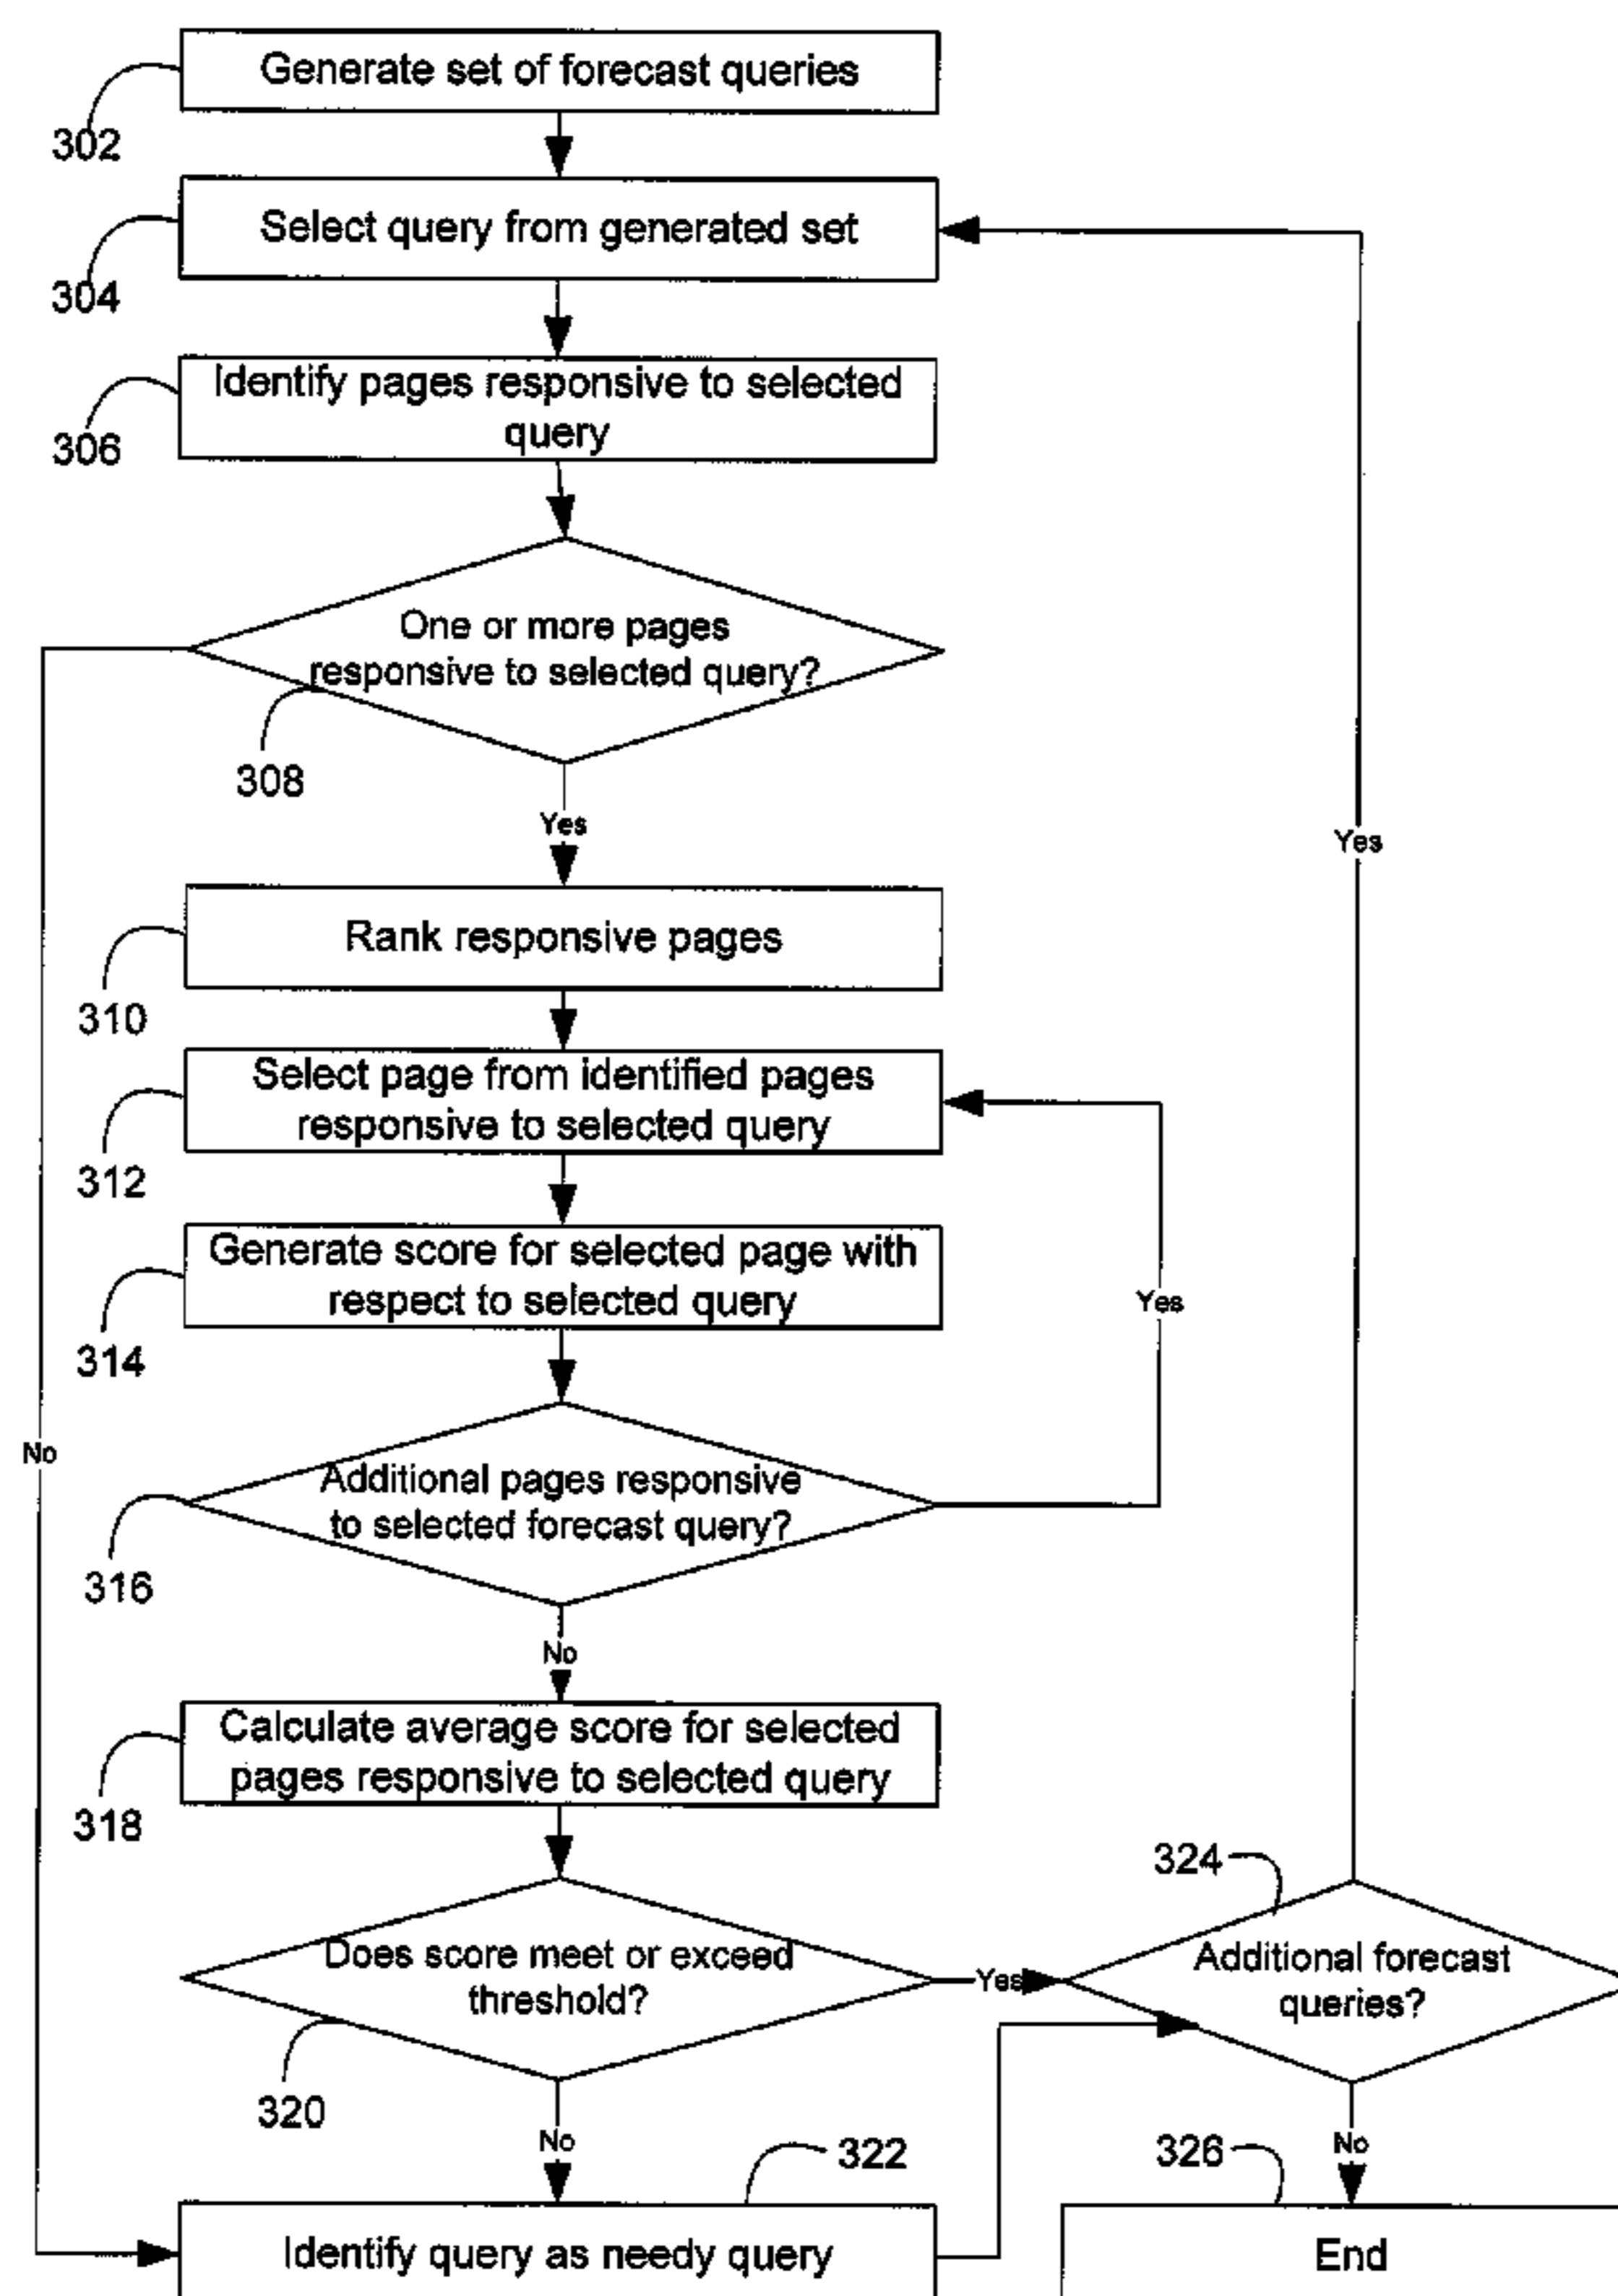 Generate set of forecast queries
302
Select query from generated set
304
Identify pages responsive to selected
query
306
One or more pages
responsive to selected query?
308
Yes
Yes
Rank responsive pages
310
Select page from identified pages
responsive to selected query
312
Generate score for selected page with
respect to selected query
314
Yes
No
Additional pages responsive
to selected forecast query?
316
No
Calculate average score for selected
pages responsive to selected query
318
324
Does score meet or exceed
threshold?
Yes
Additional forecast
queries?
320
No
322
326
No
Identify query as needy query
End